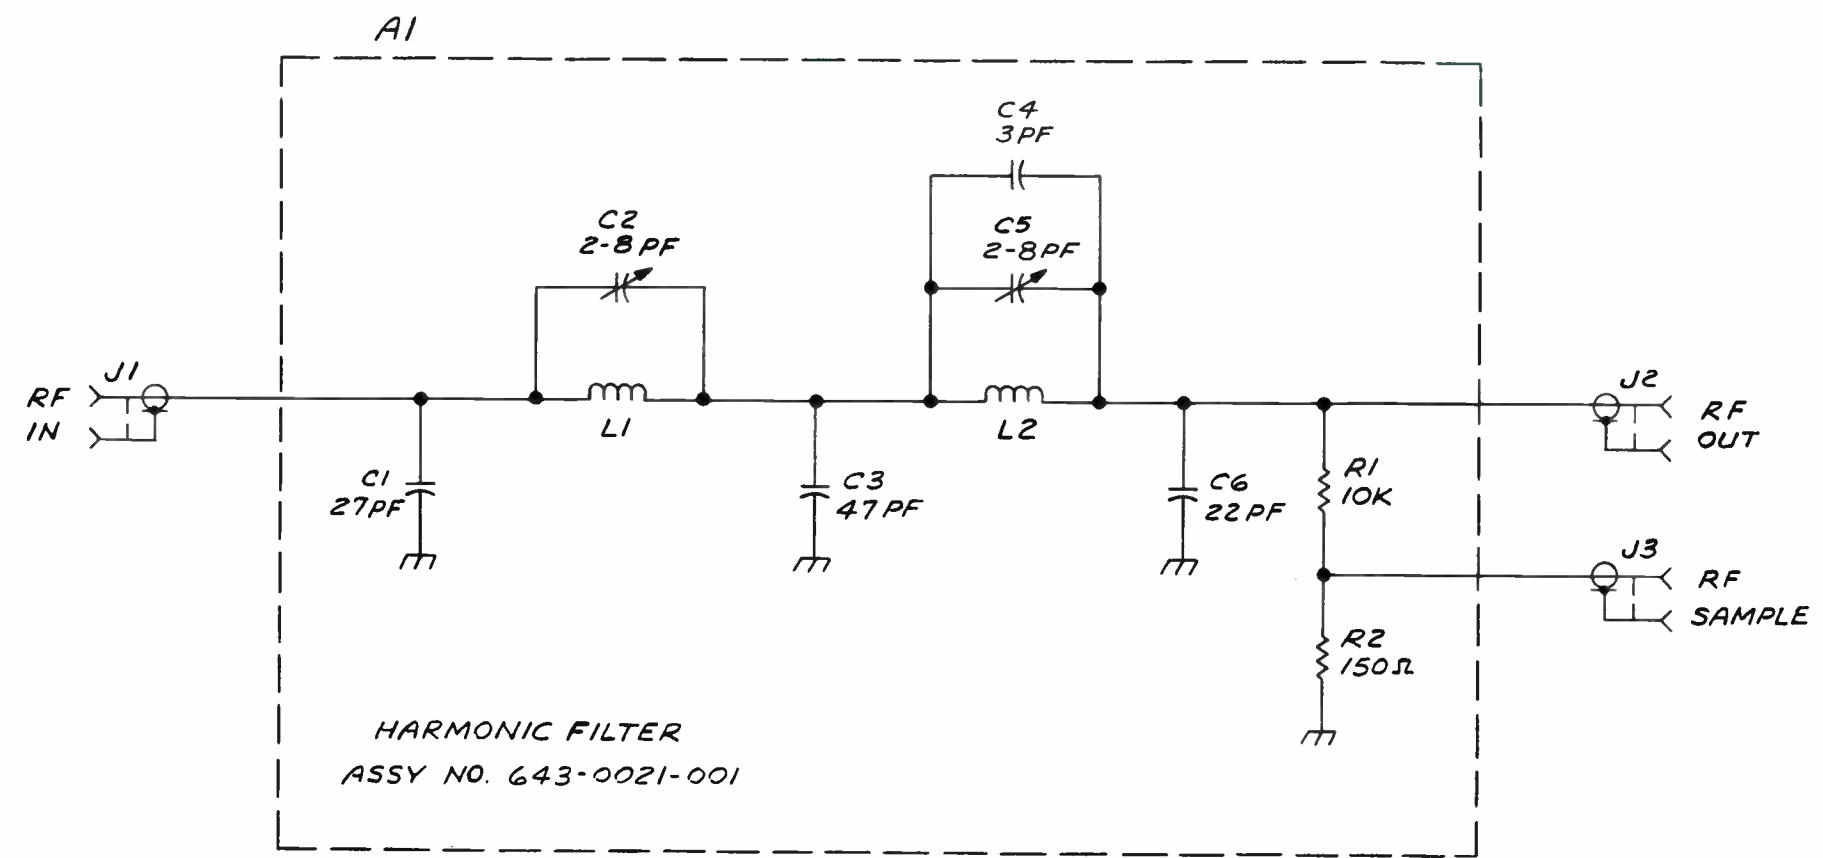 A1
C4
3PF
C2
2-8PF
C5
2-8PF
J1
RF
IN
L1
L2
J2
RF
OUT
C1
27PF
C3
47PF
C6
22PF
R1
10K
J3
RF
SAMPLE
R2
150Ω
HARMONIC FILTER
ASSY NO. 643-0021-001